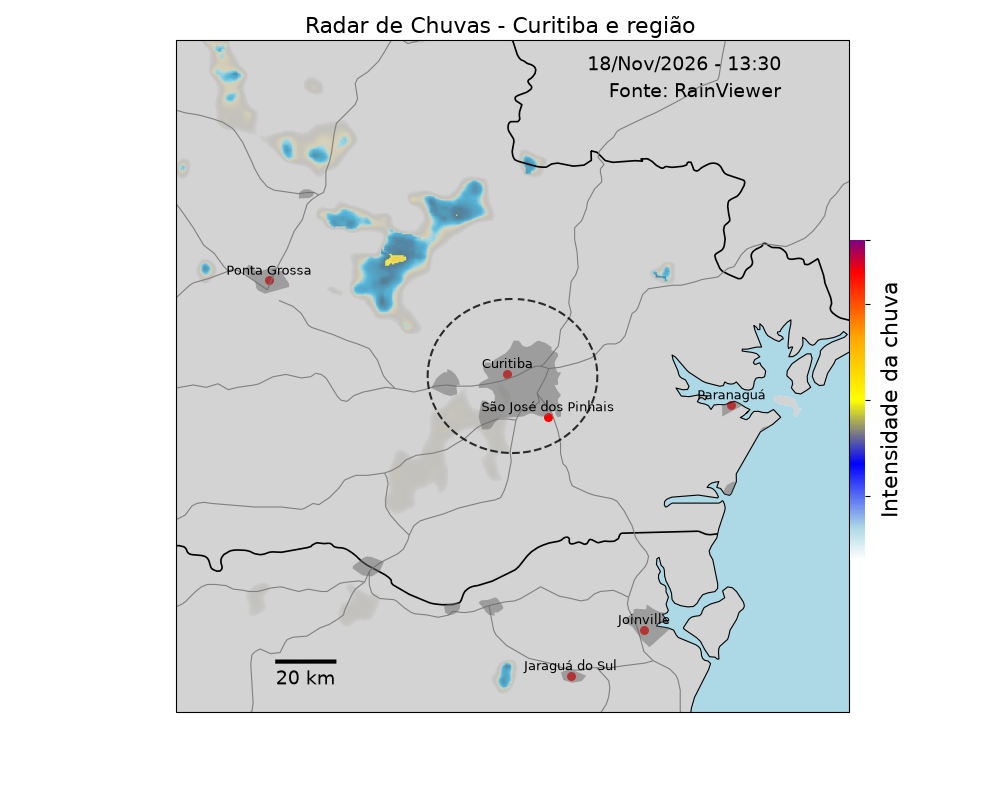 Radar de Chuvas - Curitiba e região
18/Nov/2026 - 13:30
Fonte: RainViewer
Ponta Grossa
Curitiba
Paranaguá
São José dos Pinhais
Intensidade da chuva
Joinville
Jaraguá do Sul
20 km